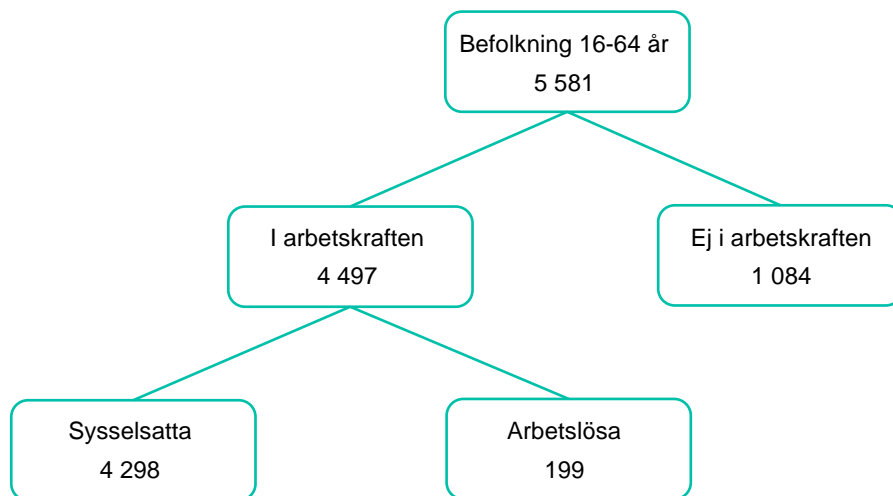 Befolkning 16-64 år
5 581
I arbetskraften
4 497
Ej i arbetskraften
1 084
Sysselsatta
4 298
Arbetslösa
199